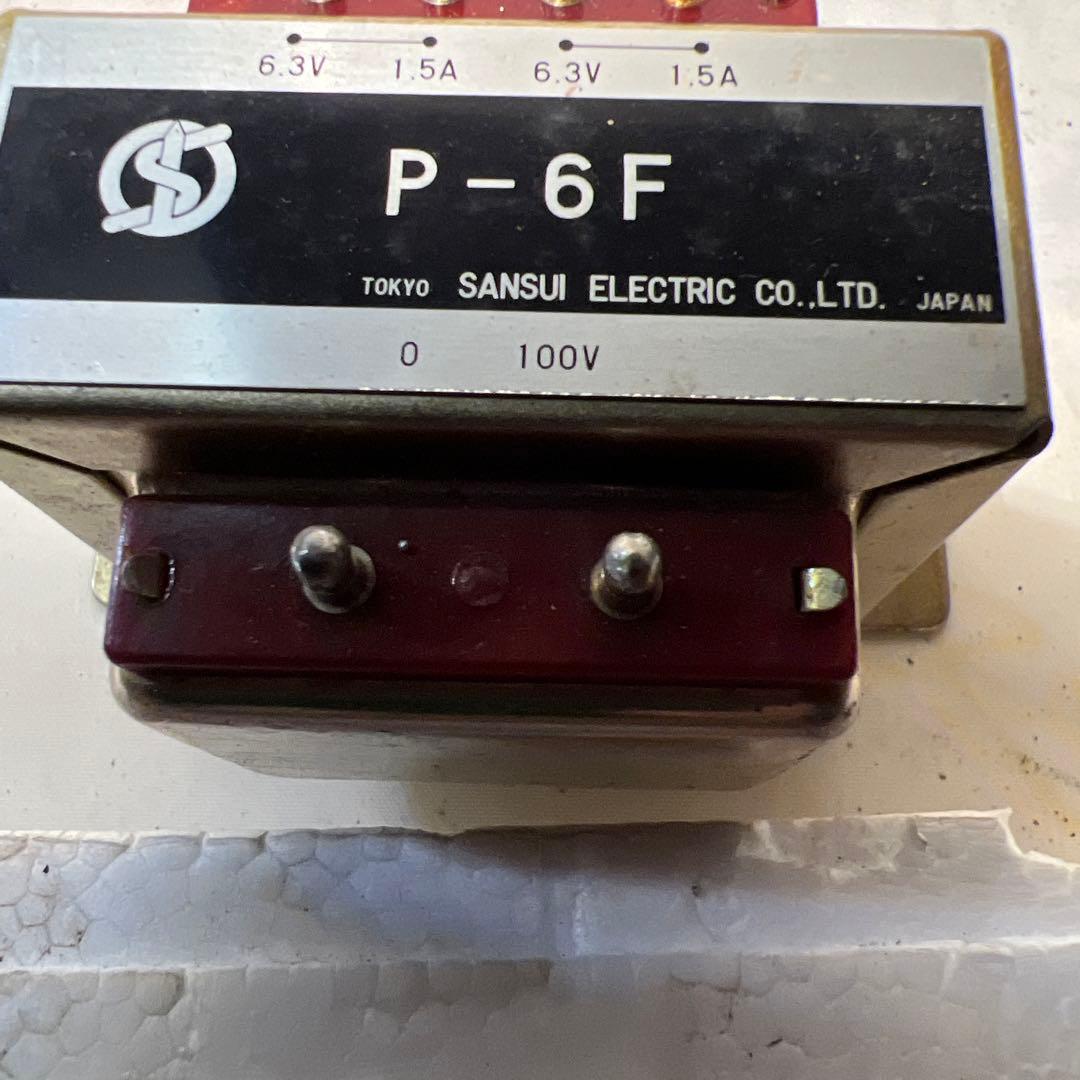 6.3V 1.5A 6.3V 1.5A
P-6F
TOKYO SANSUI ELECTRIC CO.,LTD. JAPAN
0 100V